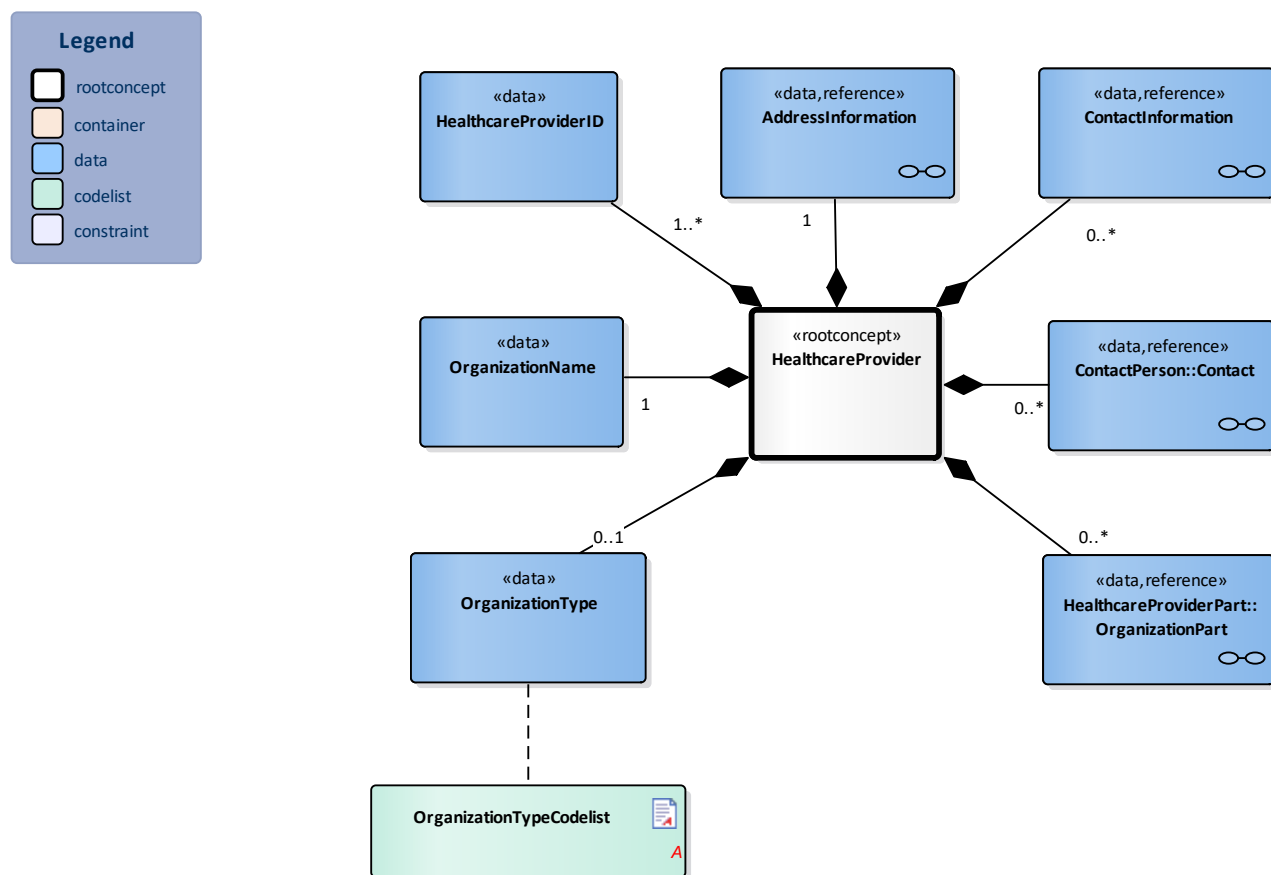 Legend
rootconcept
container
data
codelist
constraint
«data»
HealthcareProviderID
«data,reference»
AddressInformation
«data,reference»
ContactInformation
1..*
1
0..*
«rootconcept»
HealthcareProvider
«data»
OrganizationName
1
«data,reference»
ContactPerson::Contact
0..*
0..1
0..*
«data»
OrganizationType
«data,reference»
HealthcareProviderPart::
OrganizationPart
OrganizationTypeCodelist
A